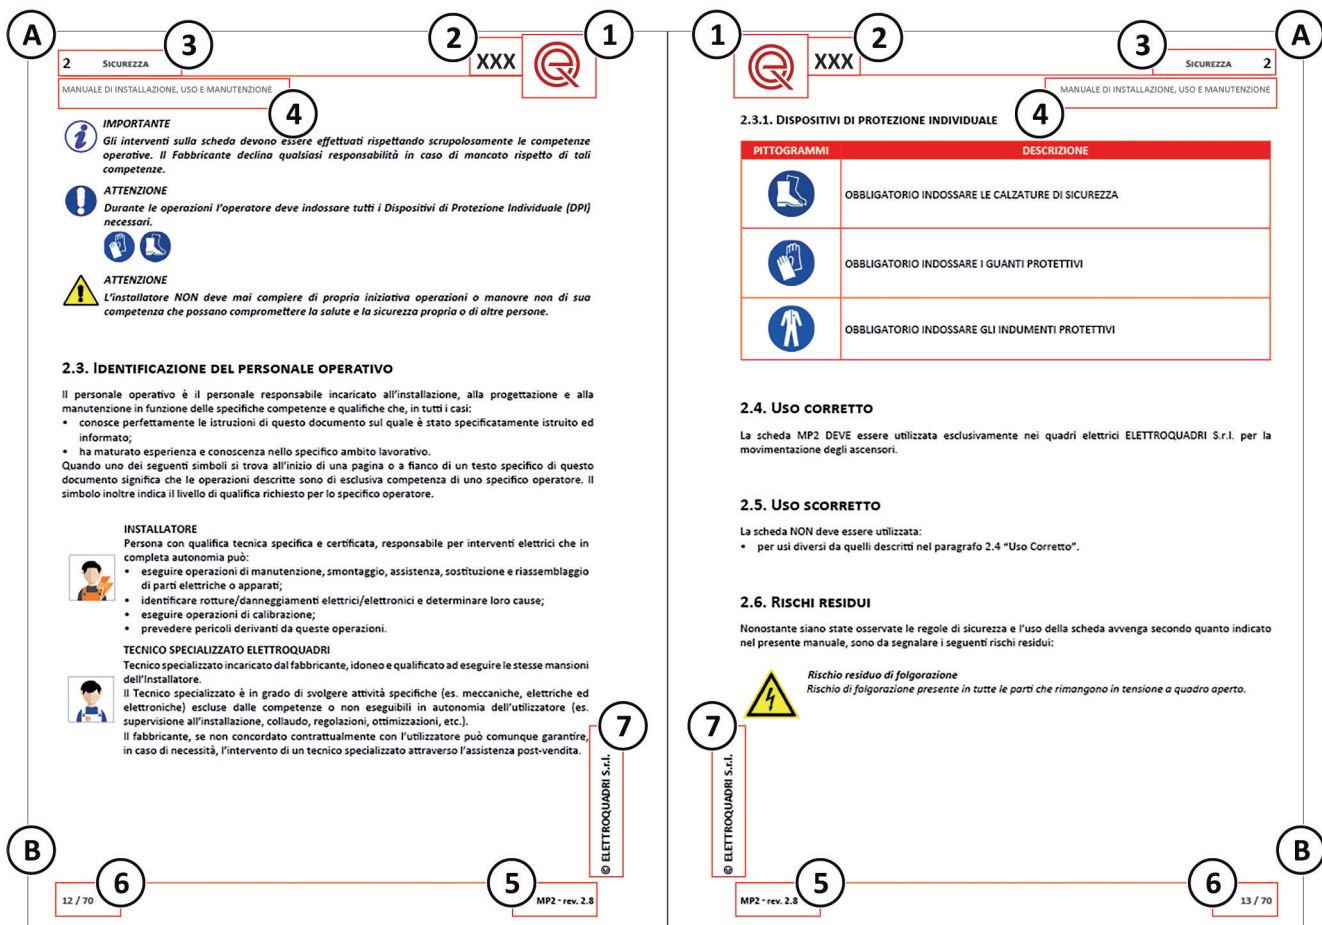 A
3
2
1
2 SICUREZZA
XXX
MANUALE DI INSTALLAZIONE, USO E MANUTENZIONE
4
IMPORTANTE
Gli interventi sulla scheda devono essere effettuati rispettando scrupolosamente le competenze
operative. Il Fabbricante declina qualsiasi responsabilità in caso di mancato rispetto di tali
competenze.
ATTENZIONE
Durante le operazioni l'operatore deve indossare tutti i Dispositivi di Protezione Individuale (DPI)
necessari.
ATTENZIONE
L'installatore NON deve mai compiere di propria iniziativa operazioni o manovre non di sua
competenza che possano compromettere la salute e la sicurezza propria o di altre persone.
2.3. IDENTIFICAZIONE DEL PERSONALE OPERATIVO
Il personale operativo è il personale responsabile incaricato all'installazione, alla progettazione e alla
manutenzione in funzione delle specifiche competenze e qualifiche che, in tutti i casi:
• conosce perfettamente le istruzioni di questo documento sul quale è stato specificatamente istruito ed
informato;
• ha maturato esperienza e conoscenza nello specifico ambito lavorativo.
Quando uno dei seguenti simboli si trova all'inizio di una pagina o a fianco di un testo specifico di questo
documento significa che le operazioni descritte sono di esclusiva competenza di uno specifico operatore. Il
simbolo inoltre indica il livello di qualifica richiesto per lo specifico operatore.
INSTALLATORE
Persona con qualifica tecnica specifica e certificata, responsabile per interventi elettrici che in
completa autonomia può:
• eseguire operazioni di manutenzione, smontaggio, assistenza, sostituzione e riassemblaggio
di parti elettriche o apparati;
• identificare rotture/danneggiamenti elettrici/elettronici e determinare loro cause;
• eseguire operazioni di calibrazione;
• prevedere pericoli derivanti da queste operazioni.
TECNICO SPECIALIZZATO ELETTROQUADRI
Tecnico specializzato incaricato dal fabbricante, idoneo e qualificato ad eseguire le stesse mansioni
dell'Installatore.
Il Tecnico specializzato è in grado di svolgere attività specifiche (es. meccaniche, elettriche ed
elettroniche) escluse dalle competenze o non eseguibili in autonomia dell'utilizzatore (es.
supervisione all'installazione, collaudo, regolazioni, ottimizzazioni, etc.).
Il fabbricante, se non concordato contrattualmente con l'utilizzatore può comunque garantire,
in caso di necessità, l'intervento di un tecnico specializzato attraverso l'assistenza post-vendita.
7
© ELETTROQUADRI S.r.l.
B
6
5
12 / 70
MP2 - rev. 2.8
1
2
3
A
XXX
SICUREZZA 2
MANUALE DI INSTALLAZIONE, USO E MANUTENZIONE
4
2.3.1. DISPOSITIVI DI PROTEZIONE INDIVIDUALE
PITTOGRAMMI DESCRIZIONE
OBBLIGATORIO INDOSSARE LE CALZATURE DI SICUREZZA
OBBLIGATORIO INDOSSARE I GUANTI PROTETTIVI
OBBLIGATORIO INDOSSARE GLI INDUMENTI PROTETTIVI
2.4. USO CORRETTO
La scheda MP2 DEVE essere utilizzata esclusivamente nei quadri elettrici ELETTROQUADRI S.r.l. per la
movimentazione degli ascensori.
2.5. USO SCORRETTO
La scheda NON deve essere utilizzata:
• per usi diversi da quelli descritti nel paragrafo 2.4 “Uso Corretto”.
2.6. RISCHI RESIDUI
Nonostante siano state osservate le regole di sicurezza e l'uso della scheda avvenga secondo quanto indicato
nel presente manuale, sono da segnalare i seguenti rischi residui:
Rischio residuo di folgorazione
Rischio di folgorazione presente in tutte le parti che rimangono in tensione a quadro aperto.
7
© ELETTROQUADRI S.r.l.
B
5
6
MP2 - rev. 2.8
13 / 70